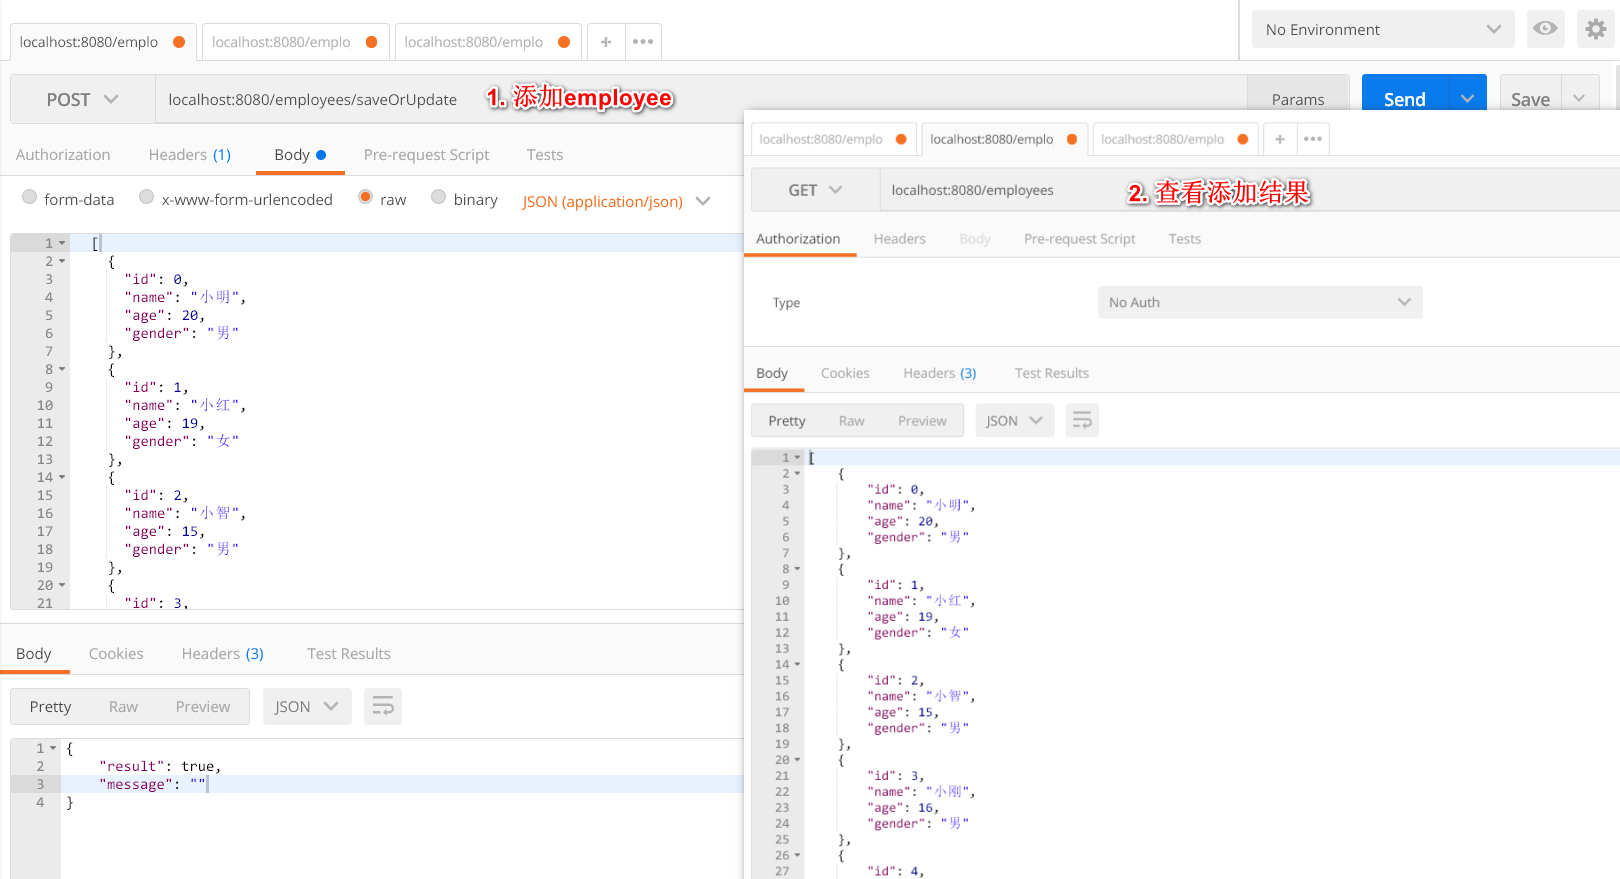 localhost:8080/emplo localhost:8080/emplo localhost:8080/emplo + ••• No Environment
POST localhost:8080/employees/saveOrUpdate 1. 添加employee Params Send Save
Authorization Headers (1) Body Pre-request Script Tests
form-data x-www-form-urlencoded raw binary JSON (application/json)
1 [
2 {
3 "id": 0,
4 "name": "小明",
5 "age": 20,
6 "gender": "男"
7 },
8 {
9 "id": 1,
10 "name": "小红",
11 "age": 19,
12 "gender": "女"
13 },
14 {
15 "id": 2,
16 "name": "小智",
17 "age": 15,
18 "gender": "男"
19 },
20 {
21 "id": 3,
Body Cookies Headers (3) Test Results
Pretty Raw Preview JSON
1 {
2 "result": true,
3 "message": ""
4 }
localhost:8080/emplo localhost:8080/emplo localhost:8080/emplo + •••
GET localhost:8080/employees 2. 查看添加结果
Authorization Headers Body Pre-request Script Tests
Type No Auth
Body Cookies Headers (3) Test Results
Pretty Raw Preview JSON
1 [
2 {
3 "id": 0,
4 "name": "小明",
5 "age": 20,
6 "gender": "男"
7 },
8 {
9 "id": 1,
10 "name": "小红",
11 "age": 19,
12 "gender": "女"
13 },
14 {
15 "id": 2,
16 "name": "小智",
17 "age": 15,
18 "gender": "男"
19 },
20 {
21 "id": 3,
22 "name": "小刚",
23 "age": 16,
24 "gender": "男"
25 },
26 {
27 "id": 4,